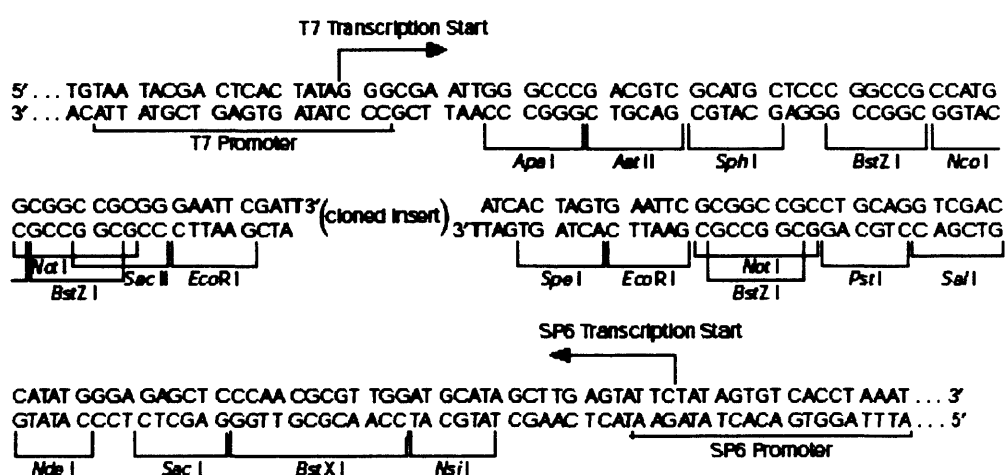 T7 Transcription Start
5′ . . . TGTAA TACGA CTCAC TATAG GGCGA ATTGG GCCCG ACGTC GCATG CTCCC GGCCG CCATG
3′ . . . ACATT ATGCT GAGTG ATATC CCGCT TAACC CGGGC TGCAG CGTAC GAGGG CCGGC GGTAC
T7 Promoter
Apa I
Aat II
Sph I
BstZ I
Nco I
GCGGC CGCGG GAATT CGATT3′ (cloned insert) ATCAC TAGTG AATTC GCGGC CGCCT GCAGG TCGAC
CGCCG GCGCC CTTAA GCTA 3′TTAGTG ATCAC TTAAG CGCCG GCGGA CGTCC AGCTG
Not I
Sac II
EcoR I
Spe I
EcoR I
Not I
Pst I
Sal I
BstZ I
BstZ I
SP6 Transcription Start
CATAT GGGA GAGCT CCCAA CGCGT TGGAT GCATA GCTTG AGTAT TCTAT AGTGT CACCT AAAT . . . 3′
GTATA CCCT CTCGA GGGTT GCGCA ACCTA CGTAT CGAAC TCATA AGATA TCACA GTGGA TTTA . . . 5′
Nde I
Sac I
BstX I
Nsi I
SP6 Promoter